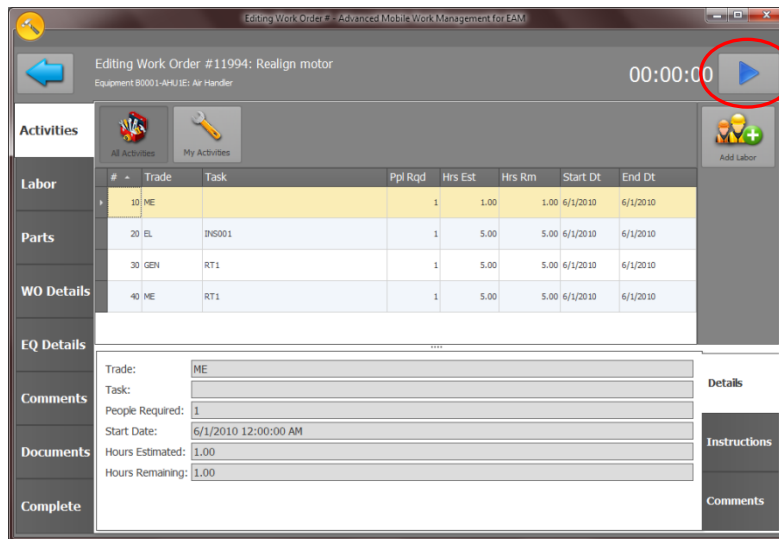 Editing Work Order # - Advanced Mobile Work Management for EAM
Editing Work Order #11994: Realign motor
Equipment B0001-AHU1E: Air Handler
00:00:00
Activities
Labor
Parts
WO Details
EQ Details
Comments
Documents
Complete
All Activities
My Activities
Add Labor
# Trade Task Ppl Rqd Hrs Est Hrs Rm Start Dt End Dt
10 ME 1 1.00 1.00 6/1/2010 6/1/2010
20 EL INS001 1 5.00 5.00 6/1/2010 6/1/2010
30 GEN RT1 1 5.00 5.00 6/1/2010 6/1/2010
40 ME RT1 1 5.00 5.00 6/1/2010 6/1/2010
Trade: ME
Task:
People Required: 1
Start Date: 6/1/2010 12:00:00 AM
Hours Estimated: 1.00
Hours Remaining: 1.00
Details
Instructions
Comments